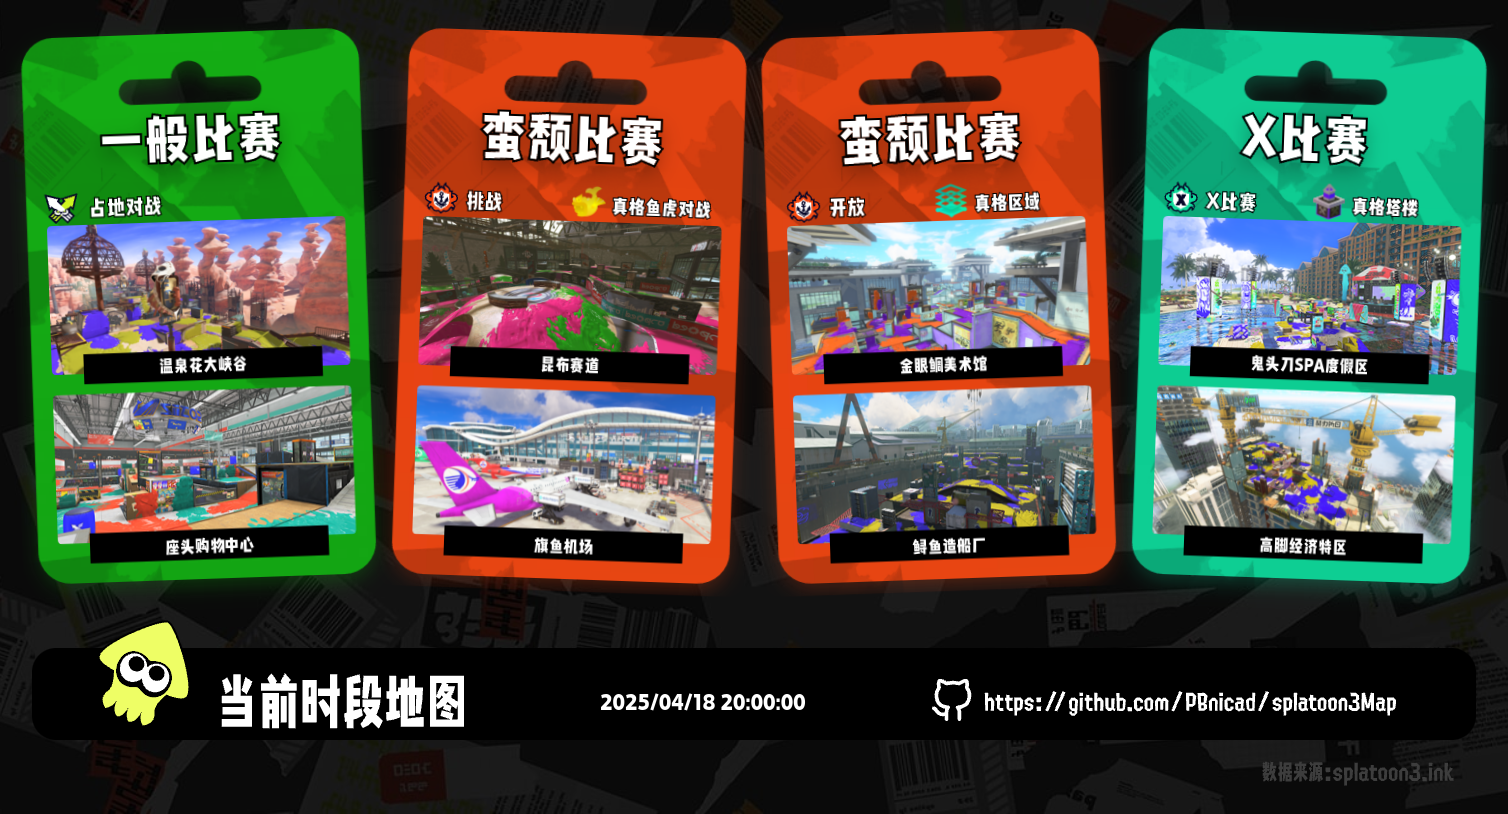 一般比赛
占地对战
温泉花大峡谷
座头购物中心
蛮颓比赛
挑战
真格鱼虎对战
昆布赛道
旗鱼机场
蛮颓比赛
开放
真格区域
金眼鲷美术馆
鲟鱼造船厂
X比赛
X比赛
真格塔楼
鬼头刀SPA度假区
高脚经济特区
当前时段地图
2025/04/18 20:00:00
https://github.com/PBnicad/splatoon3Map
数据来源:splatoon3.ink